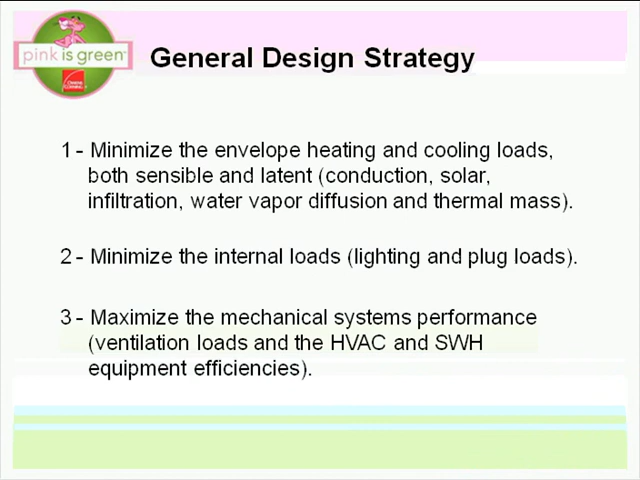 pink is green
General Design Strategy
1 - Minimize the envelope heating and cooling loads,
both sensible and latent (conduction, solar,
infiltration, water vapor diffusion and thermal mass).
2 - Minimize the internal loads (lighting and plug loads).
3 - Maximize the mechanical systems performance
(ventilation loads and the HVAC and SWH
equipment efficiencies).